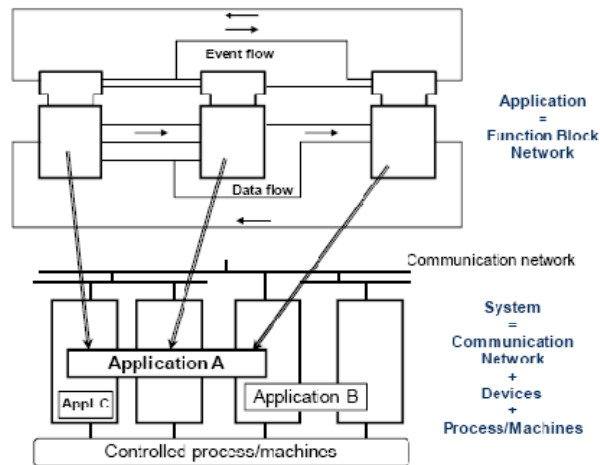 Event flow
Application
=
Function Block
Network
Data flow
Communication network
System
=
Communication
Network
+
Devices
+
Process/Machines
Application A
Appl C
Application B
Controlled process/machines